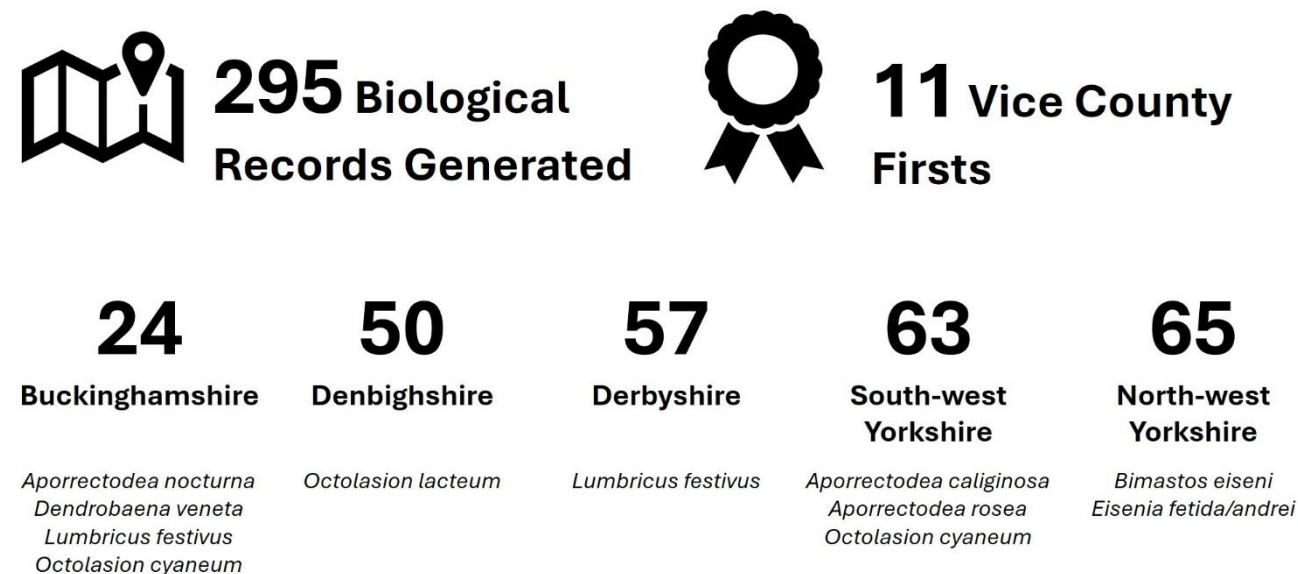 295 Biological
Records Generated
11 Vice County
Firsts
24
Buckinghamshire
Aporrectodea nocturna
Dendrobaena veneta
Lumbricus festivus
Octolasion cyaneum
50
Denbighshire
Octolasion lacteum
57
Derbyshire
Lumbricus festivus
63
South-west
Yorkshire
Aporrectodea caliginosa
Aporrectodea rosea
Octolasion cyaneum
65
North-west
Yorkshire
Bimastos eiseni
Eisenia fetida/andrei